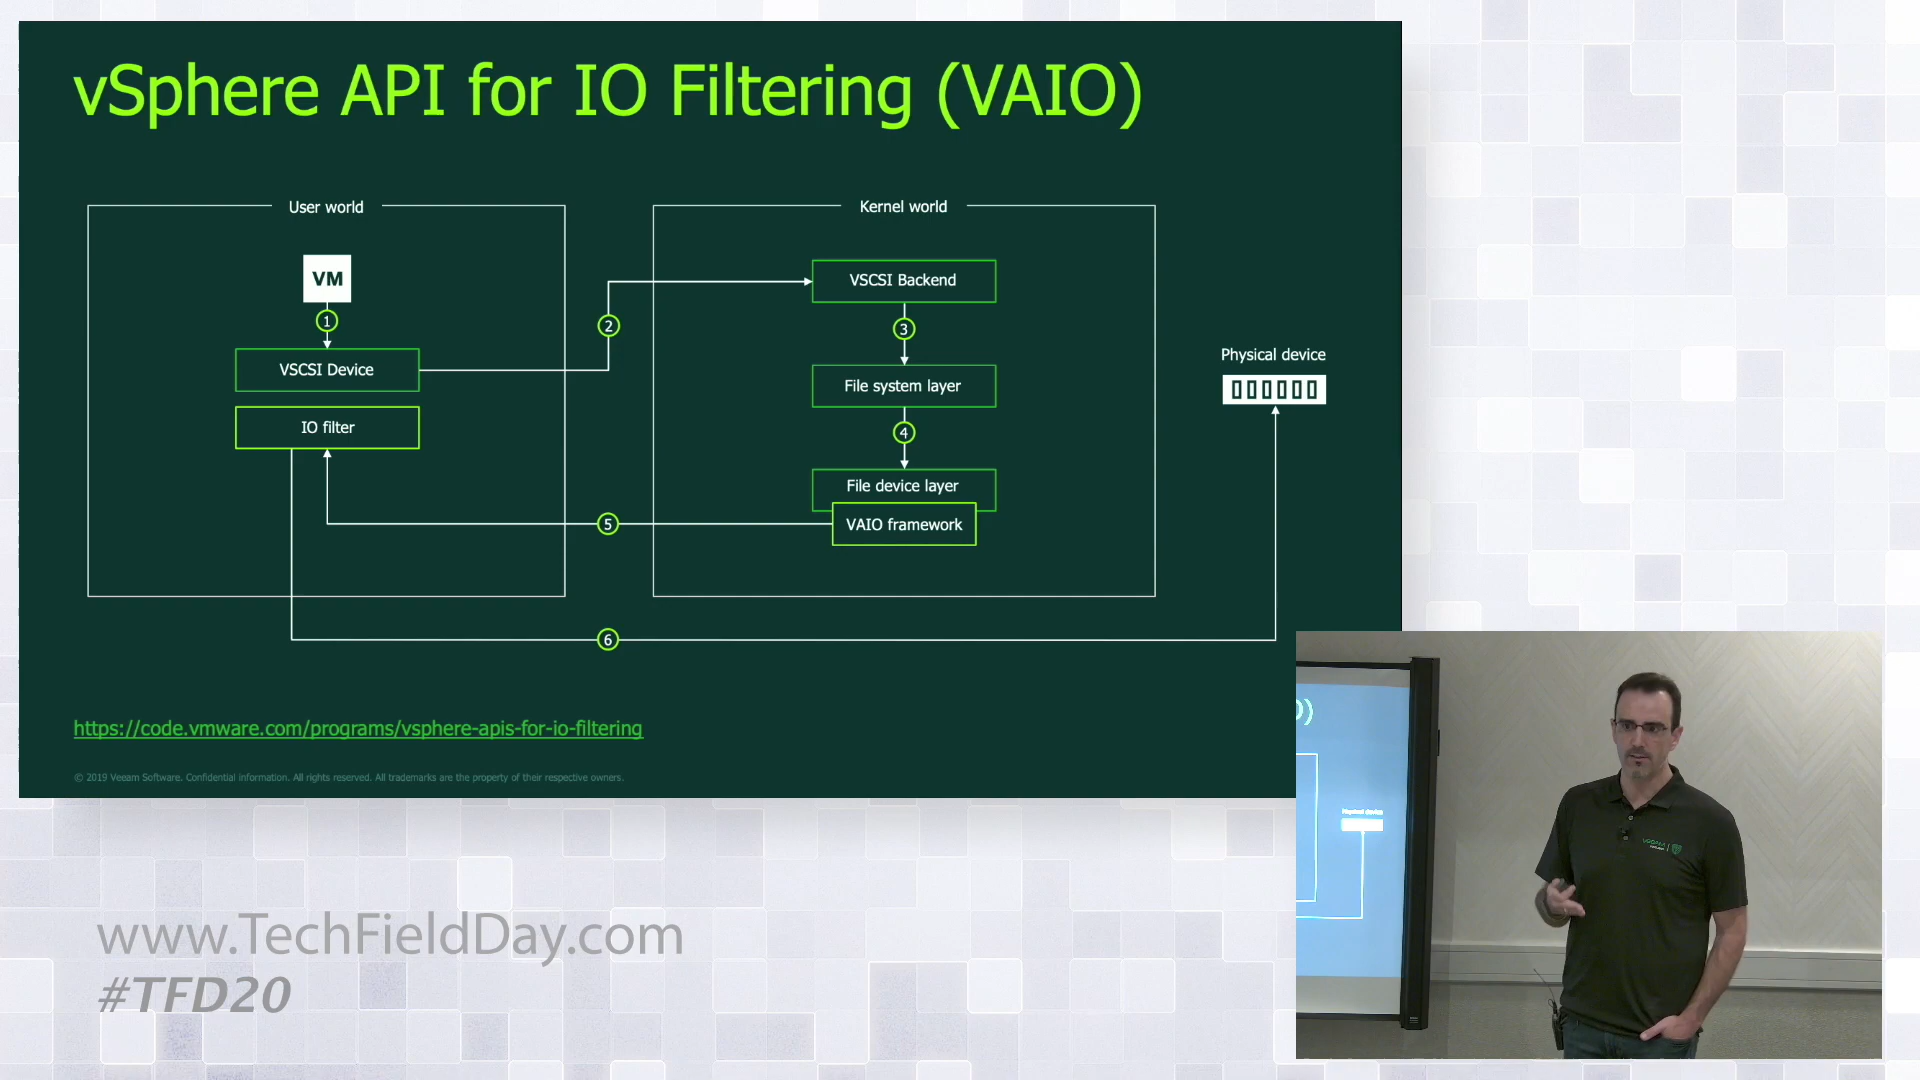 vSphere API for IO Filtering (VAIO)
User world
Kernel world
VM
VSCSI Backend
1
2
3
VSCSI Device
File system layer
Physical device
IO filter
4
File device layer
VAIO framework
5
6
https://code.vmware.com/programs/vsphere-apis-for-io-filtering
© 2019 Veeam Software. Confidential information. All rights reserved. All trademarks are the property of their respective owners.
www.TechFieldDay.com
#TFD20
Physical device